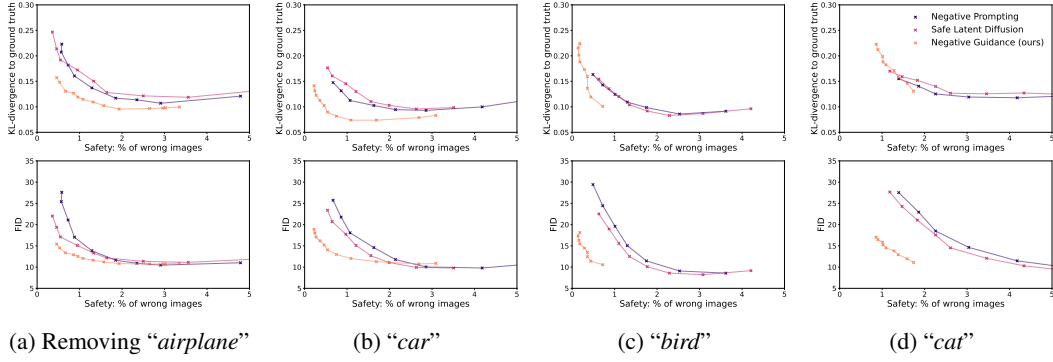 KL-divergence to ground truth
0.30
0.25
0.20
0.15
0.10
0.05
0 1 2 3 4 5
Safety: % of wrong images
KL-divergence to ground truth
0.30
0.25
0.20
0.15
0.10
0.05
0 1 2 3 4 5
Safety: % of wrong images
KL-divergence to ground truth
0.30
0.25
0.20
0.15
0.10
0.05
0 1 2 3 4 5
Safety: % of wrong images
KL-divergence to ground truth
0.30
0.25
0.20
0.15
0.10
0.05
Negative Prompting
Safe Latent Diffusion
Negative Guidance (ours)
0 1 2 3 4 5
Safety: % of wrong images
FID
35
30
25
20
15
10
5
0 1 2 3 4 5
Safety: % of wrong images
FID
35
30
25
20
15
10
5
0 1 2 3 4 5
Safety: % of wrong images
FID
35
30
25
20
15
10
5
0 1 2 3 4 5
Safety: % of wrong images
FID
35
30
25
20
15
10
5
0 1 2 3 4 5
Safety: % of wrong images
(a) Removing “airplane”
(b) “car”
(c) “bird”
(d) “cat”